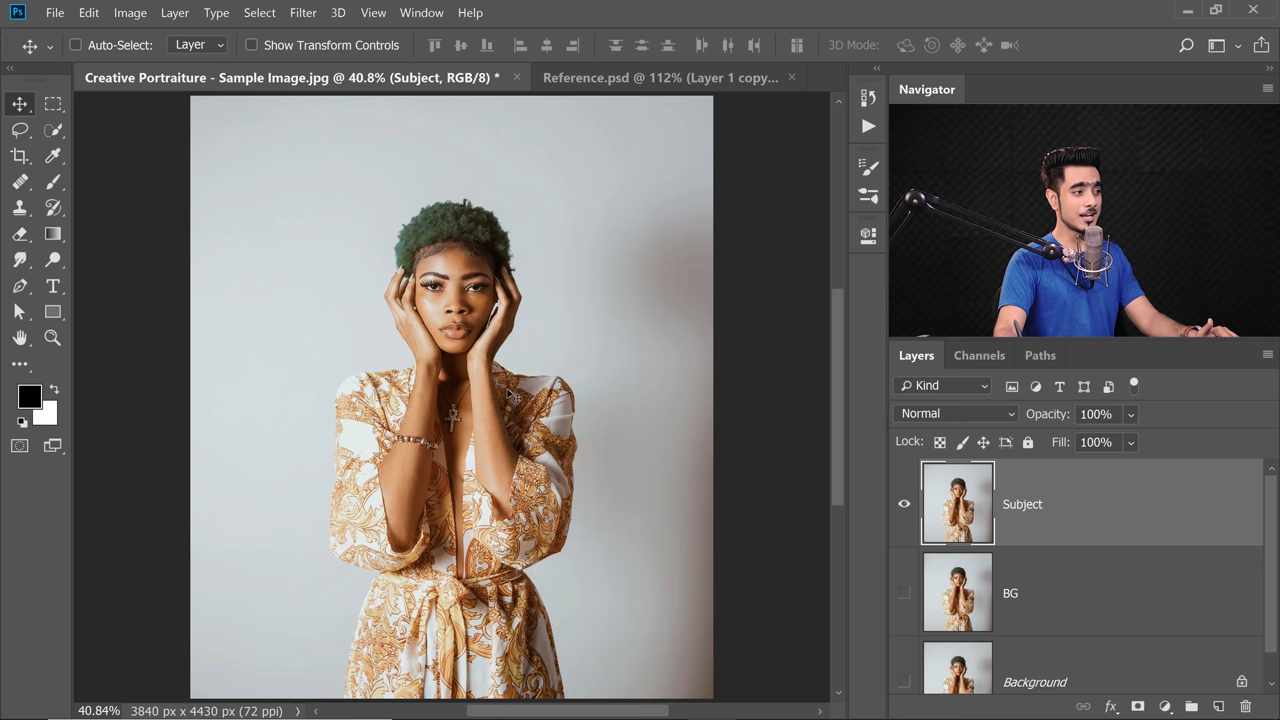 Ps File Edit Image Layer Type Select Filter 3D View Window Help
Auto-Select: Layer Show Transform Controls 3D Mode:
Creative Portraiture - Sample Image.jpg @ 40.8% (Subject, RGB/8) * × Reference.psd @ 112% (Layer 1 copy... ×
Navigator
Layers Channels Paths
Kind
Normal Opacity: 100%
Lock: Fill: 100%
Subject
BG
Background
40.84% 3840 px x 4430 px (72 ppi)